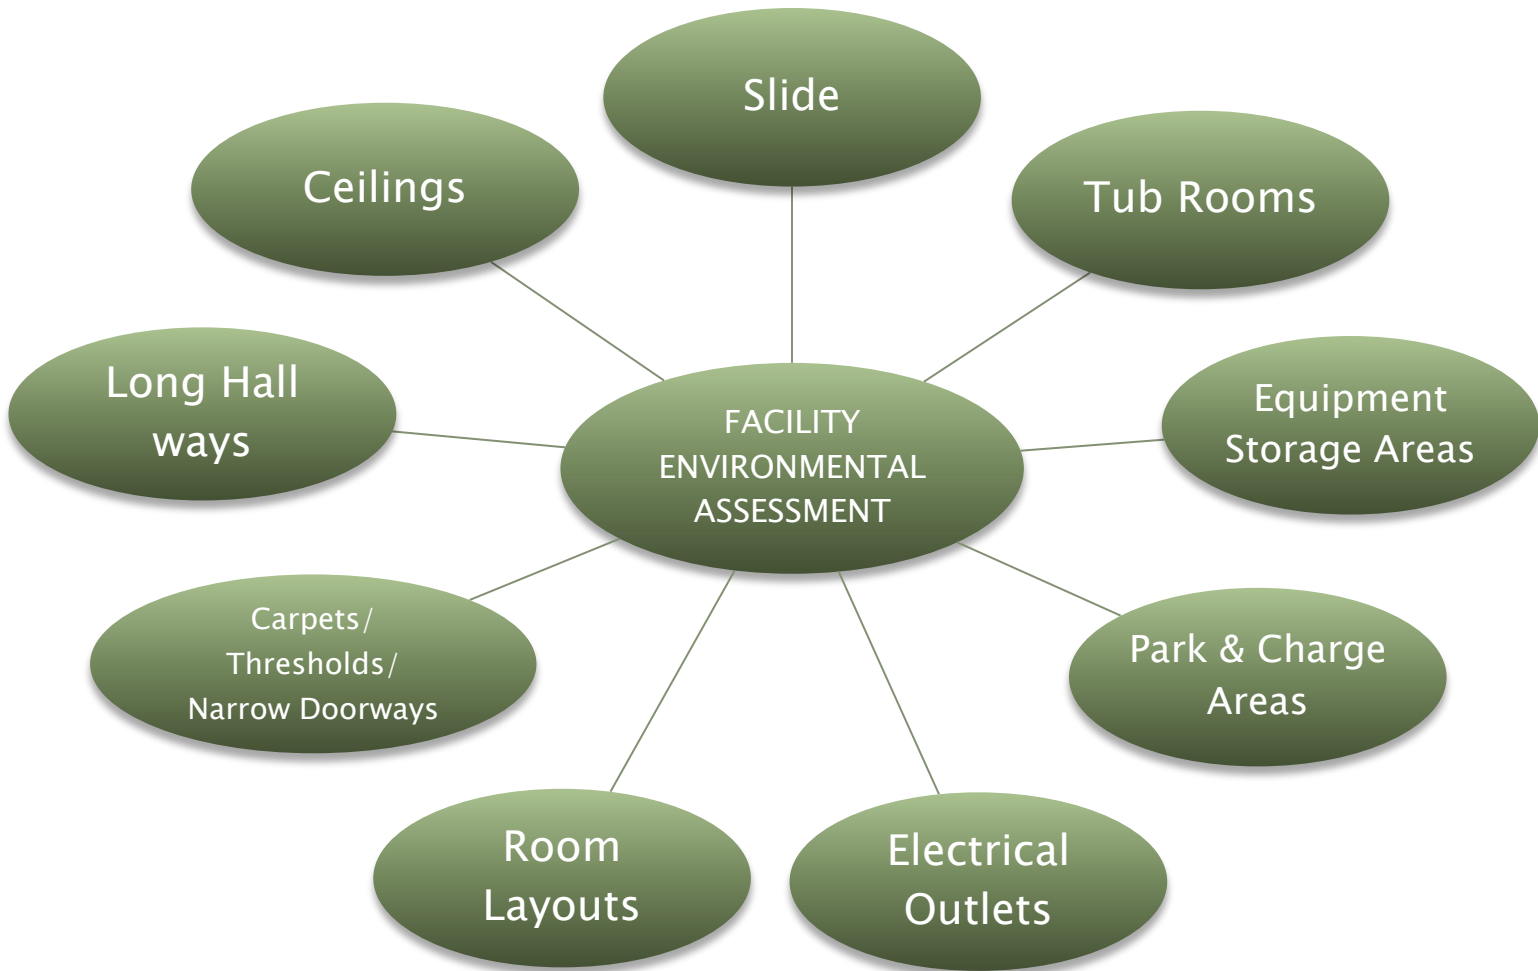 Slide
Ceilings
Tub Rooms
Long Hall
ways
Equipment
Storage Areas
FACILITY
ENVIRONMENTAL
ASSESSMENT
Carpets/
Thresholds/
Narrow Doorways
Park & Charge
Areas
Room
Layouts
Electrical
Outlets